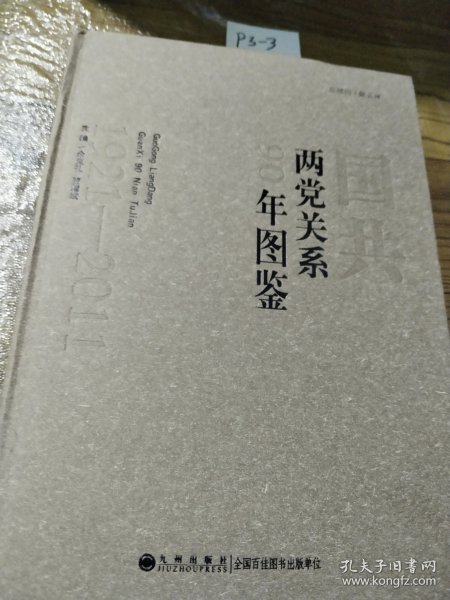 P3-3
国共
两党关系
90
年图鉴
GuoGong LiangDang
GuanXi 90 Nian TuJian
1921—2011
九州出版社
JIUZHOUPRESS
全国百佳图书出版单位
孔夫子旧书网
www.kongfz.com